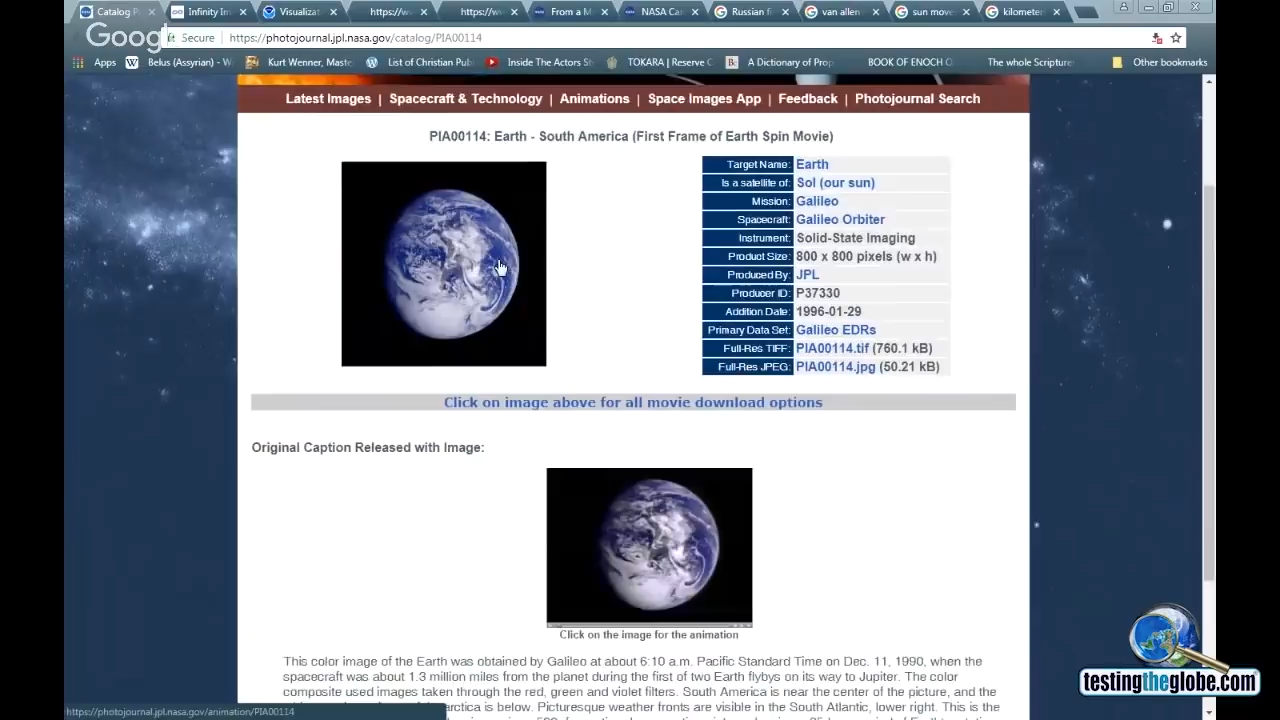 Catalog P
Infinity Im
Visualizat
https://w
https://w
From a M
NASA Ca
Russian f
van allen
sun move
kilomete
Google
Secure
https://photojournal.jpl.nasa.gov/catalog/PIA00114
Apps
Belus (Assyrian) - W
Kurt Wenner, Maste
List of Christian Pub
Inside The Actors St
TOKARA | Reserve C
A Dictionary of Prop
BOOK OF ENOCH O
The whole Scripture
Other bookmarks
Latest Images | Spacecraft & Technology | Animations | Space Images App | Feedback | Photojournal Search
PIA00114: Earth - South America (First Frame of Earth Spin Movie)
Target Name: Earth
Is a satellite of: Sol (our sun)
Mission: Galileo
Spacecraft: Galileo Orbiter
Instrument: Solid-State Imaging
Product Size: 800 x 800 pixels (w x h)
Produced By: JPL
Producer ID: P37330
Addition Date: 1996-01-29
Primary Data Set: Galileo EDRs
Full-Res TIFF: PIA00114.tif (760.1 kB)
Full-Res JPEG: PIA00114.jpg (50.21 kB)
Click on image above for all movie download options
Original Caption Released with Image:
Click on the image for the animation
This color image of the Earth was obtained by Galileo at about 6:10 a.m. Pacific Standard Time on Dec. 11, 1990, when the
spacecraft was about 1.3 million miles from the planet during the first of two Earth flybys on its way to Jupiter. The color
composite used images taken through the red, green and violet filters. South America is near the center of the picture, and the
arctica is below. Picturesque weather fronts are visible in the South Atlantic, lower right. This is the
https://photojournal.jpl.nasa.gov/animation/PIA00114
testingtheglobe.com